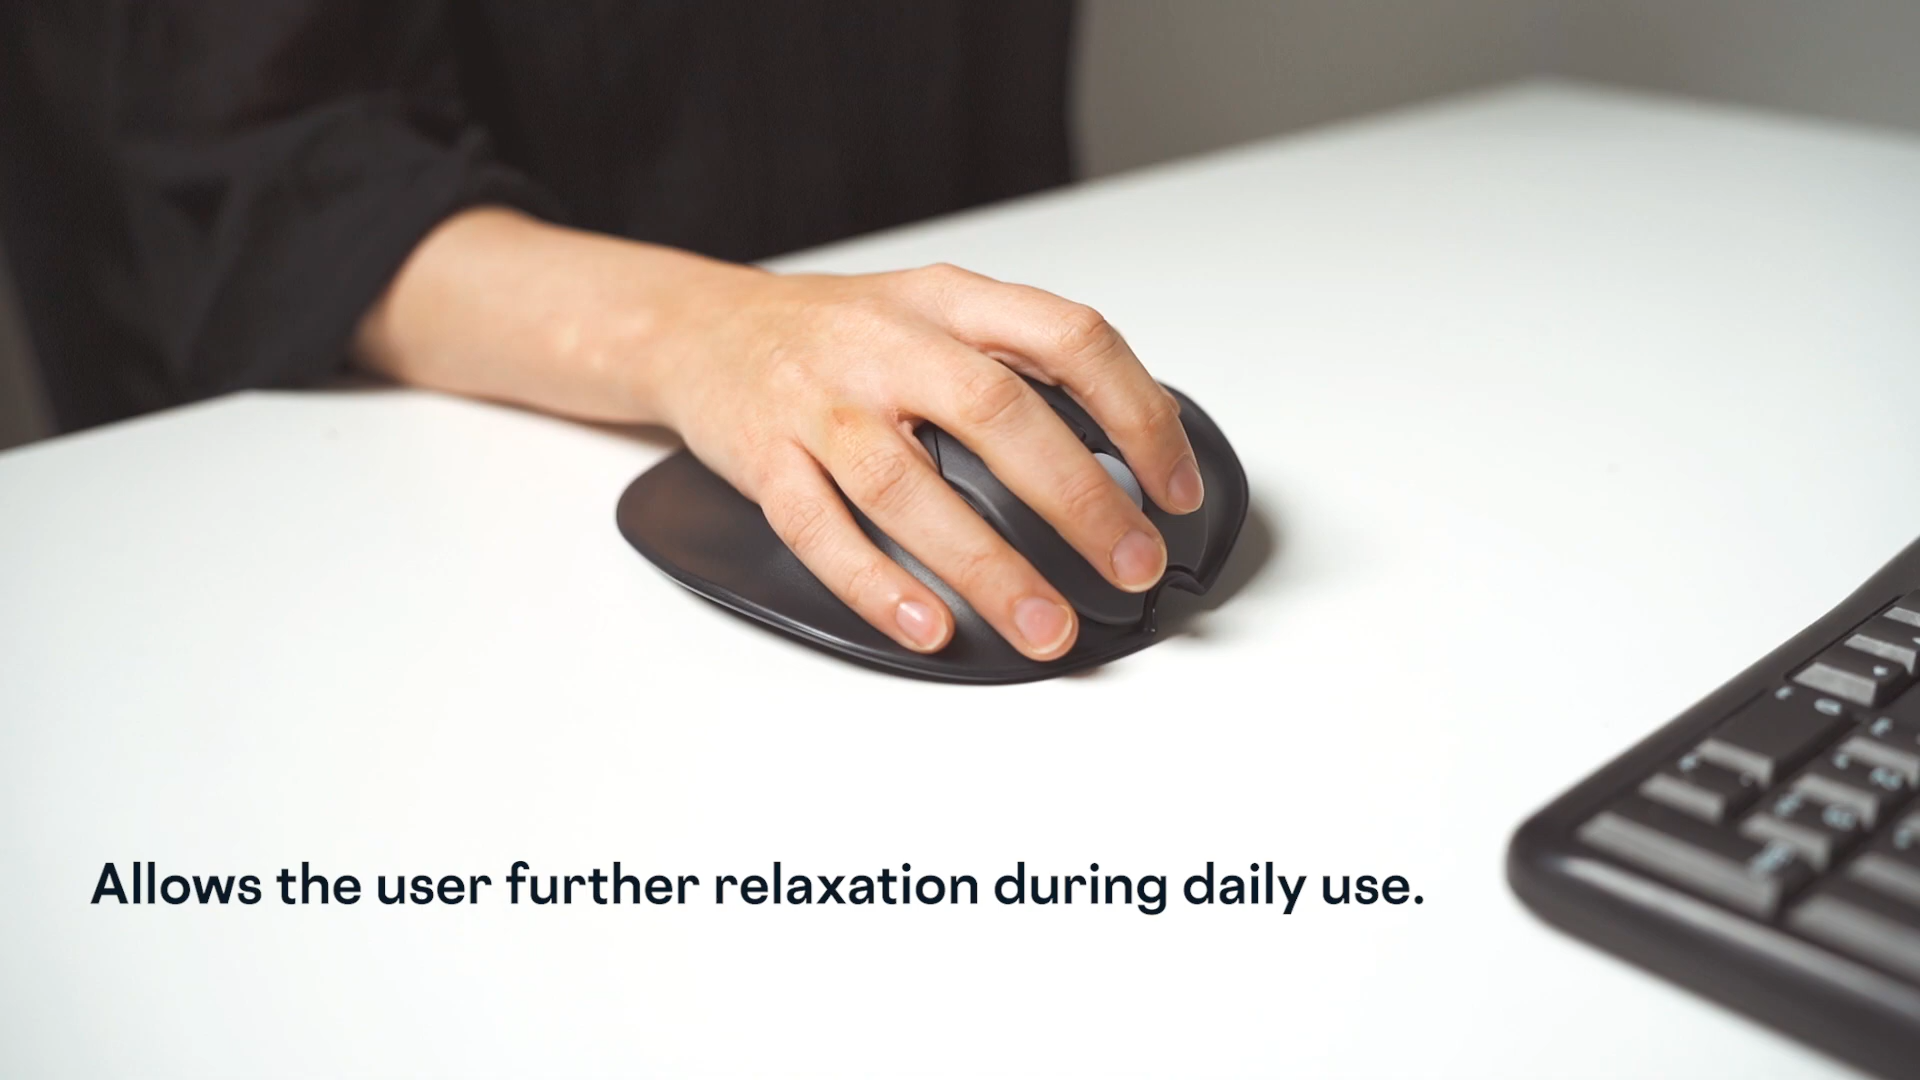 Allows the user further relaxation during daily use.